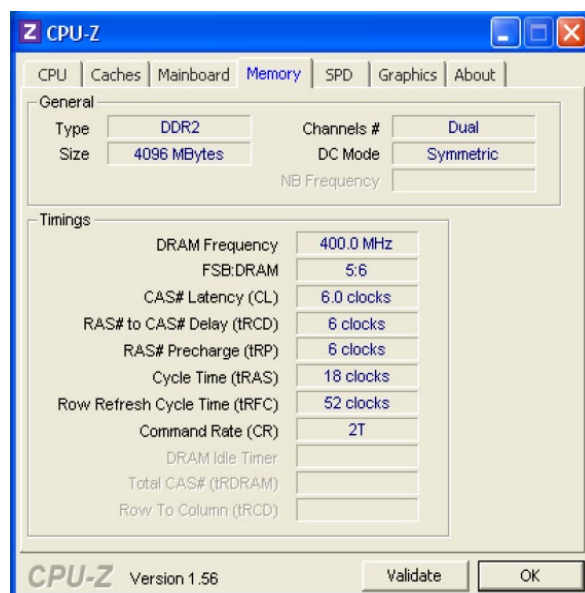 Z CPU-Z
CPU Caches Mainboard Memory SPD Graphics About
General
Type DDR2 Channels # Dual
Size 4096 MBytes DC Mode Symmetric
NB Frequency
Timings
DRAM Frequency 400.0 MHz
FSB:DRAM 5:6
CAS# Latency (CL) 6.0 clocks
RAS# to CAS# Delay (tRCD) 6 clocks
RAS# Precharge (tRP) 6 clocks
Cycle Time (tRAS) 18 clocks
Row Refresh Cycle Time (tRFC) 52 clocks
Command Rate (CR) 2T
DRAM Idle Timer
Total CAS# (tRDRAM)
Row To Column (tRCD)
CPU-Z Version 1.56 Validate OK